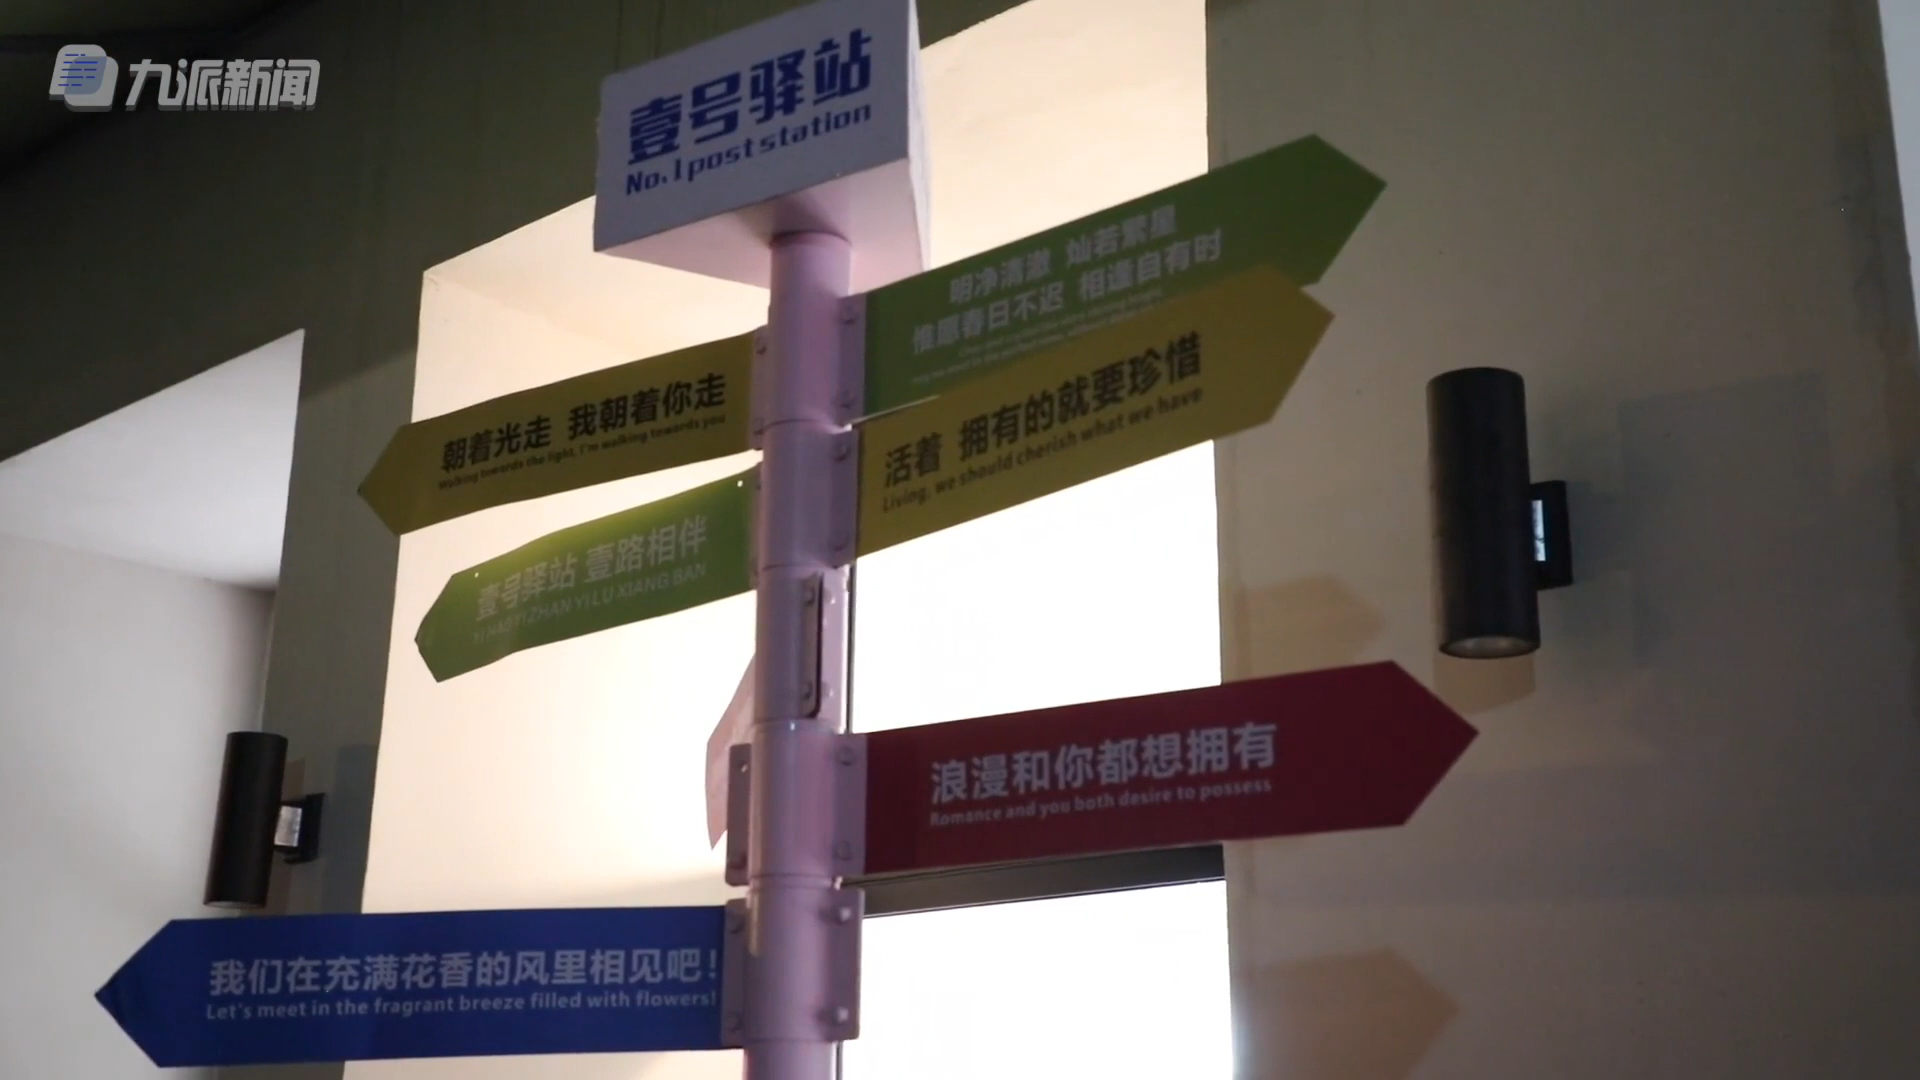 九派新闻
壹号驿站
No.1poststation
明净清澈 灿若繁星
惟愿春日不迟 相逢自有时
朝着光走 我朝着你走
Walking towards the light, I'm walking towards you
活着 拥有的就要珍惜
Living, we should cherish what we have
壹号驿站 壹路相伴
YI HAO YI ZHAN YI LU XIANG BAN
浪漫和你都想拥有
Romance and you both desire to possess
我们在充满花香的风里相见吧!
Let's meet in the fragrant breeze filled with flowers!